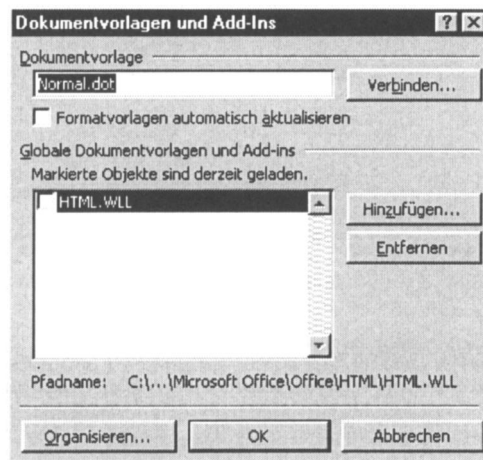 Dokumentvorlagen und Add-Ins
Dokumentvorlage
Normal.dot
Verbinden...
Formatvorlagen automatisch aktualisieren
Globale Dokumentvorlagen und Add-ins
Markierte Objekte sind derzeit geladen.
HTML.WLL
Hinzufügen...
Entfernen
Pfadname: C:\...\Microsoft Office\Office\HTML\HTML.WLL
Organisieren... OK Abbrechen